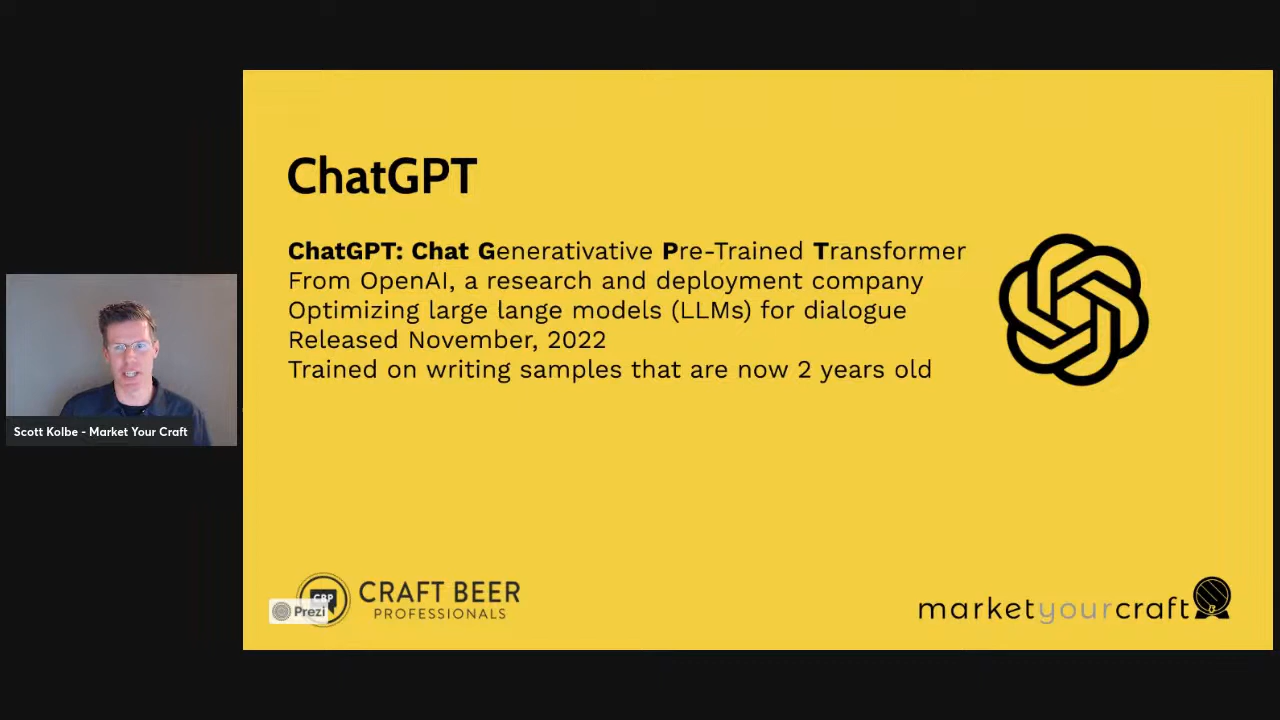 ChatGPT
ChatGPT: Chat Generativative Pre-Trained Transformer
From OpenAI, a research and deployment company
Optimizing large lange models (LLMs) for dialogue
Released November, 2022
Trained on writing samples that are now 2 years old
Scott Kolbe - Market Your Craft
CBP
Prezi
CRAFT BEER
PROFESSIONALS
marketyourcraft